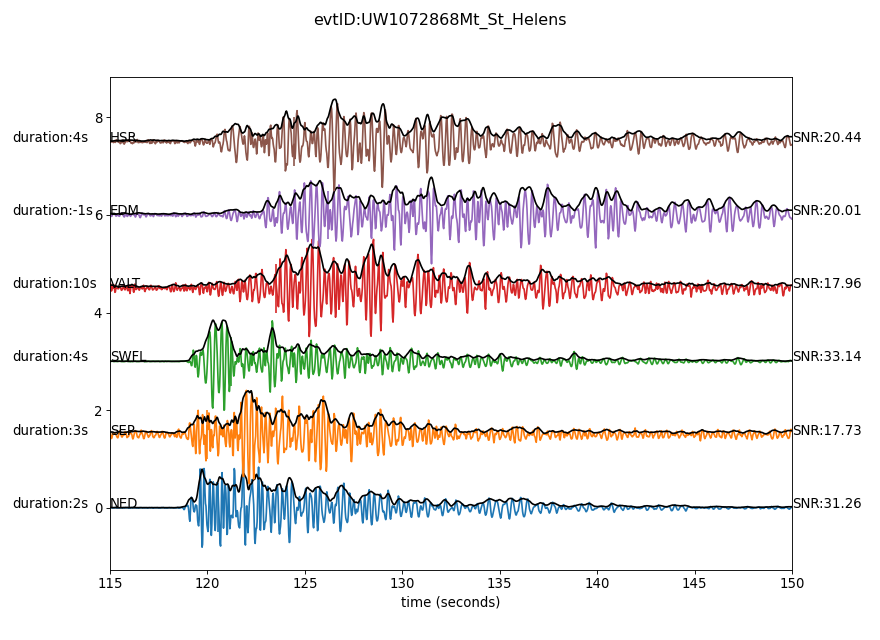 evtID:UW1072868Mt_St_Helens
8
duration:4s HSR SNR:20.44
duration:-1s EDM SNR:20.01
6
duration:10s VALT SNR:17.96
4
duration:4s SWFL SNR:33.14
2
duration:3s SEP SNR:17.73
duration:2s NED SNR:31.26
0
115 120 125 130 135 140 145 150
time (seconds)